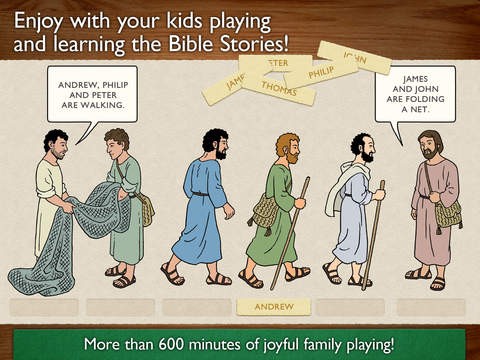 Enjoy with your kids playing
and learning the Bible Stories!
ANDREW, PHILIP
AND PETER
ARE WALKING.
PETER
JOHN
JAMES
PHILIP
THOMAS
JAMES
AND JOHN
ARE FOLDING
A NET.
ANDREW
More than 600 minutes of joyful family playing!